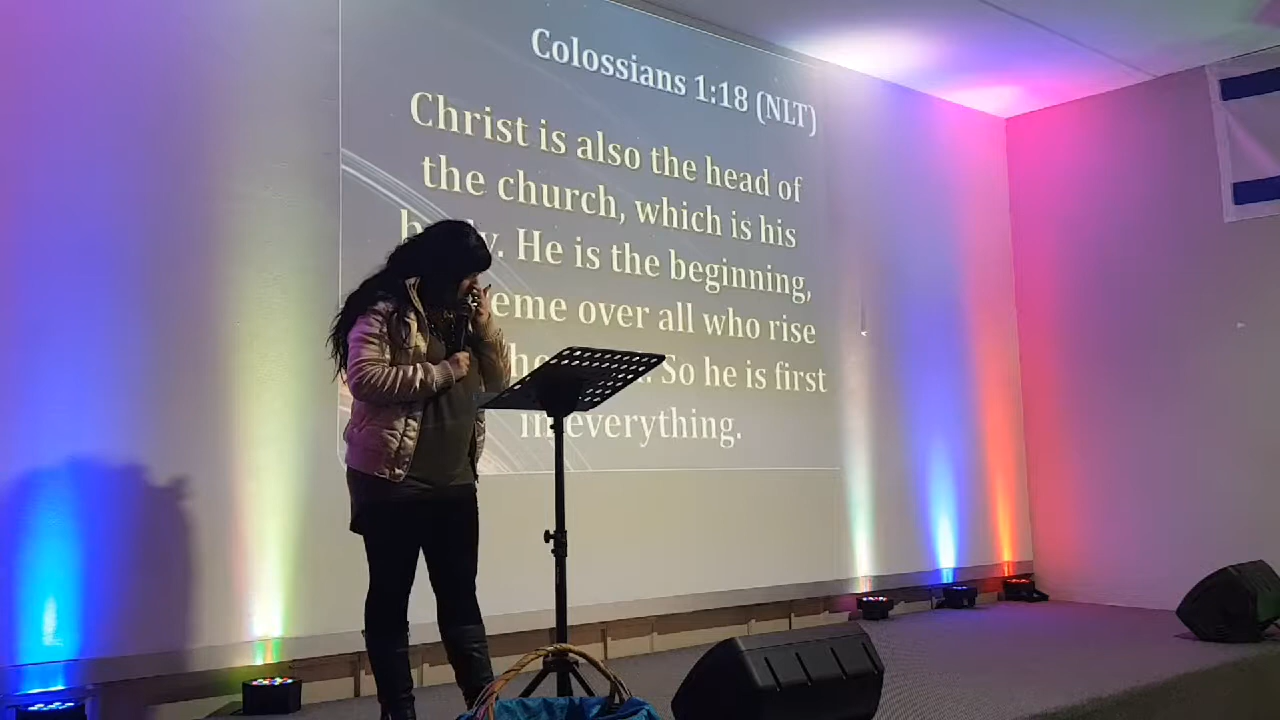 Colossians 1:18 (NLT)
Christ is also the head of
the church, which is his
He is the beginning,
over all who rise
So he is first
in everything.